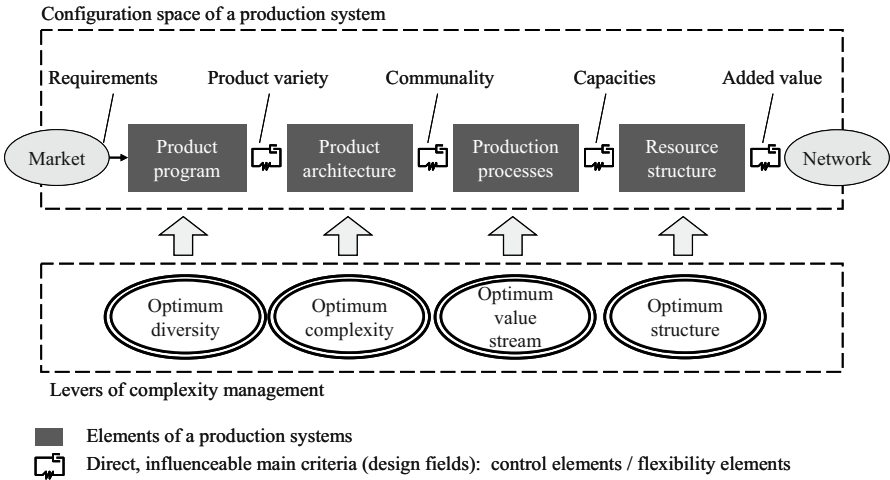 Configuration space of a production system
Requirements
Product variety
Communality
Capacities
Added value
Market
Product
program
Product
architecture
Production
processes
Resource
structure
Network
Optimum
diversity
Optimum
complexity
Optimum
value
stream
Optimum
structure
Levers of complexity management
Elements of a production systems
Direct, influenceable main criteria (design fields): control elements / flexibility elements